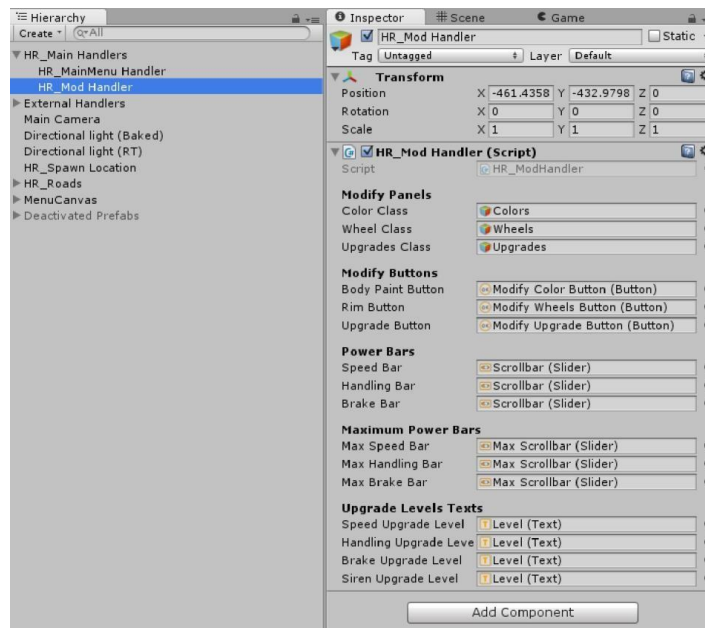 Hierarchy
Create
All
HR_Main Handlers
HR_MainMenu Handler
HR_Mod Handler
External Handlers
Main Camera
Directional light (Baked)
Directional light (RT)
HR_Spawn Location
HR_Roads
MenuCanvas
Deactivated Prefabs
Inspector # Scene Game
HR_Mod Handler Static
Tag Untagged Layer Default
Transform
Position X -461.4358 Y -432.9798 Z 0
Rotation X 0 Y 0 Z 0
Scale X 1 Y 1 Z 1
HR_Mod Handler (Script)
Script HR_ModHandler
Modify Panels
Color Class Colors
Wheel Class Wheels
Upgrades Class Upgrades
Modify Buttons
Body Paint Button Modify Color Button (Button)
Rim Button Modify Wheels Button (Button)
Upgrade Button Modify Upgrade Button (Button)
Power Bars
Speed Bar Scrollbar (Slider)
Handling Bar Scrollbar (Slider)
Brake Bar Scrollbar (Slider)
Maximum Power Bars
Max Speed Bar Max Scrollbar (Slider)
Max Handling Bar Max Scrollbar (Slider)
Max Brake Bar Max Scrollbar (Slider)
Upgrade Levels Texts
Speed Upgrade Level Level (Text)
Handling Upgrade Leve Level (Text)
Brake Upgrade Level Level (Text)
Siren Upgrade Level Level (Text)
Add Component